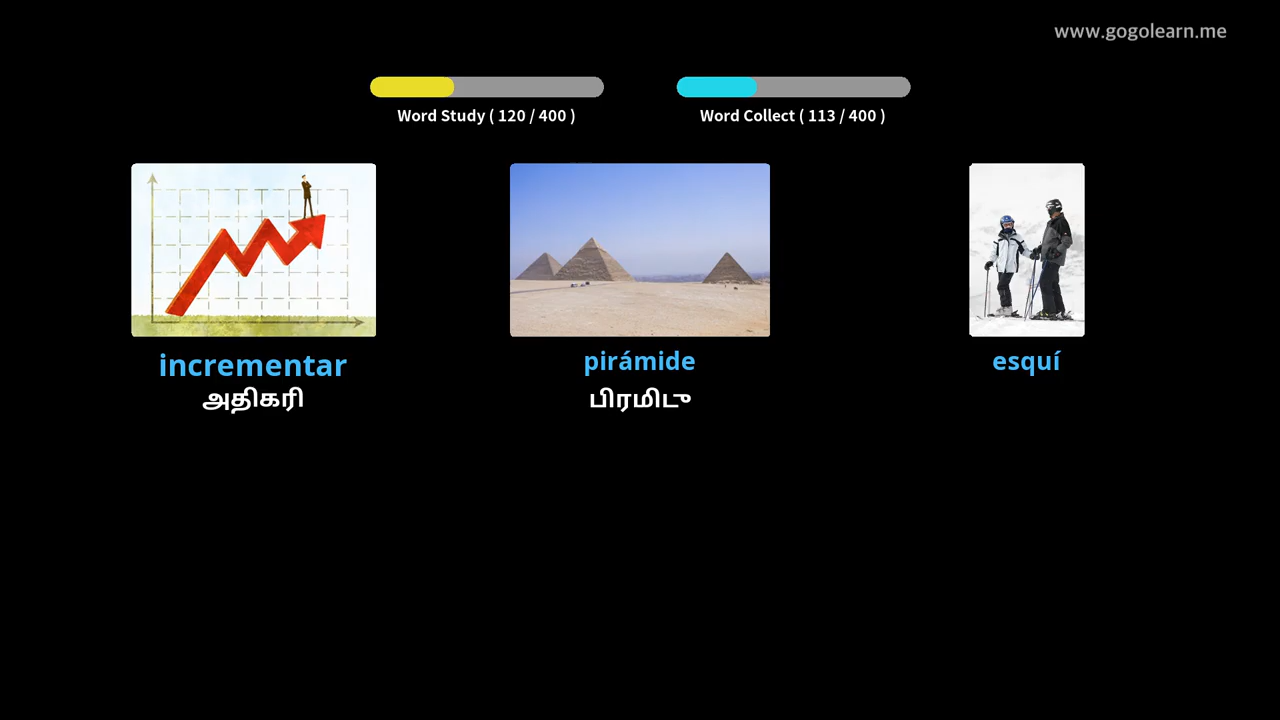 www.gogolearn.me
Word Study ( 120 / 400 )
Word Collect ( 113 / 400 )
incrementar
pirámide
esquí
அதிகரி
பிரமிடு